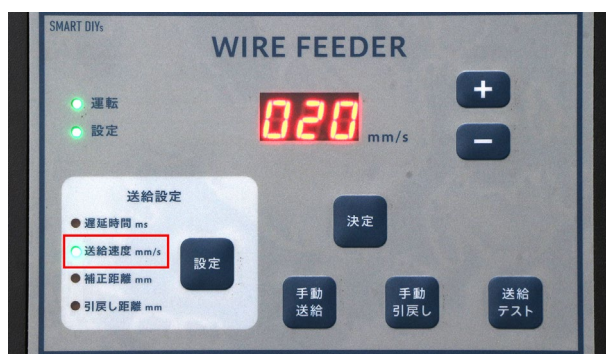 SMART DIYs
WIRE FEEDER
運転
設定
020 mm/s
+
−
送給設定
遅延時間 ms
送給速度 mm/s
補正距離 mm
引戻し距離 mm
設定
決定
手動
送給
手動
引戻し
送給
テスト